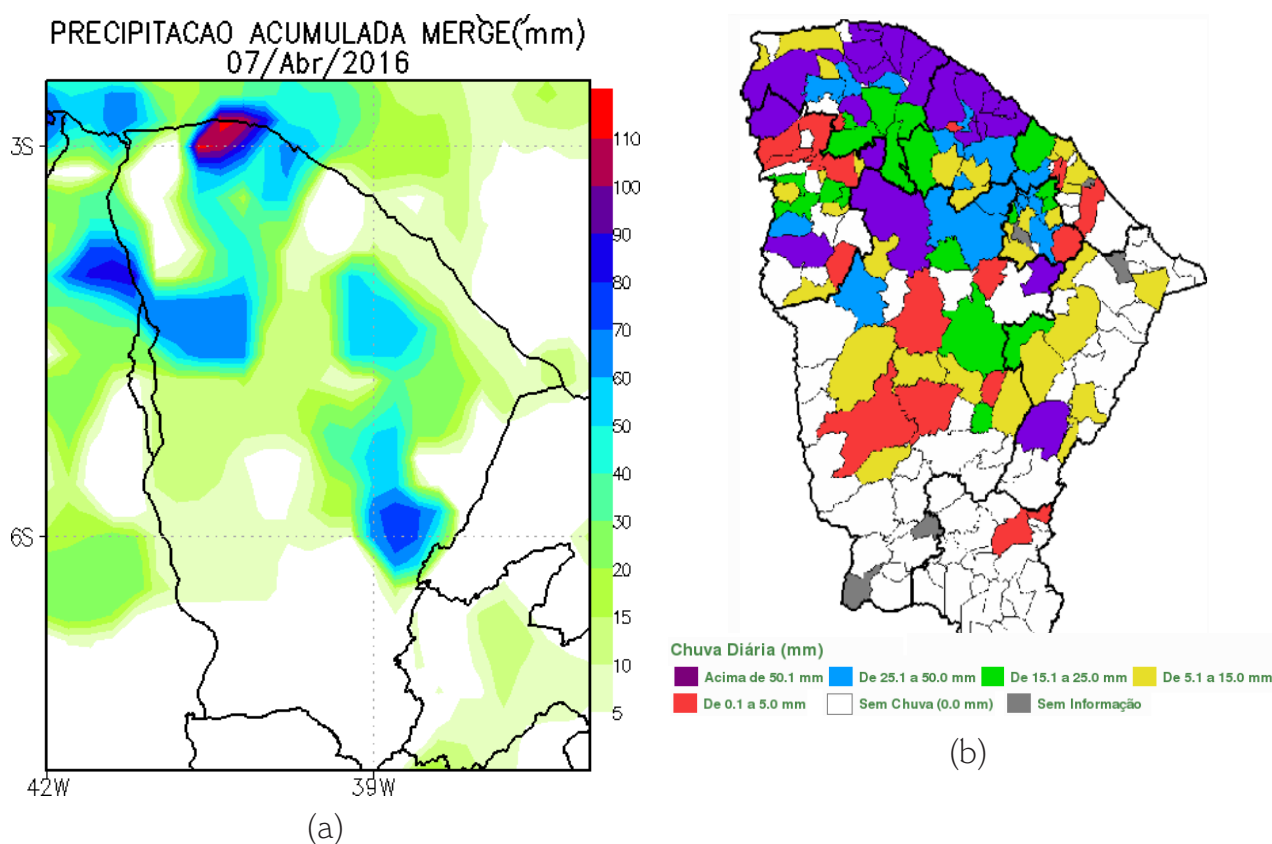 PRECIPITACAO ACUMULADA MERGE(mm)
07/Abr/2016
3S
6S
42W
39W
110
100
90
80
70
60
50
40
30
20
15
10
5
(a)
Chuva Diária (mm)
Acima de 50.1 mm
De 25.1 a 50.0 mm
De 15.1 a 25.0 mm
De 5.1 a 15.0 mm
De 0.1 a 5.0 mm
Sem Chuva (0.0 mm)
Sem Informação
(b)